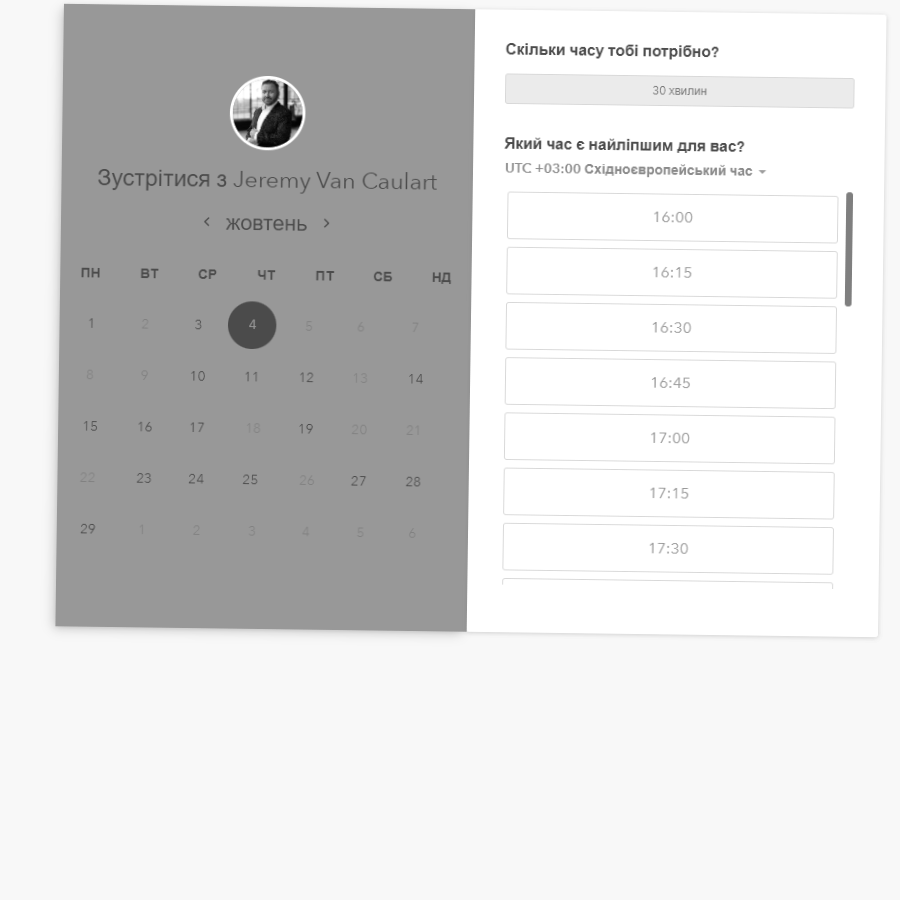 Зустрітися з Jeremy Van Caulart
жовтень
ПН ВТ СР ЧТ ПТ СБ НД
1 2 3 4 5 6 7
8 9 10 11 12 13 14
15 16 17 18 19 20 21
22 23 24 25 26 27 28
29 1 2 3 4 5 6
Скільки часу тобі потрібно?
30 хвилин
Який час є найліпшим для вас?
UTC +03:00 Східноєвропейський час
16:00
16:15
16:30
16:45
17:00
17:15
17:30